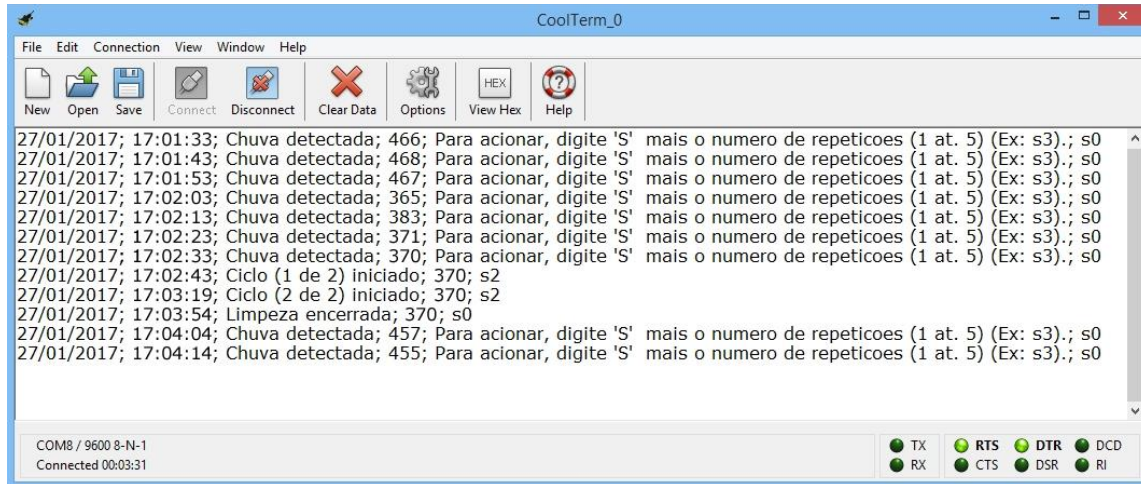 CoolTerm_0
File Edit Connection View Window Help
New Open Save Connect Disconnect Clear Data Options HEX View Hex Help
27/01/2017; 17:01:33; Chuva detectada; 466; Para acionar, digite 'S'  mais o numero de repeticoes (1 at. 5) (Ex: s3).; s0
27/01/2017; 17:01:43; Chuva detectada; 468; Para acionar, digite 'S'  mais o numero de repeticoes (1 at. 5) (Ex: s3).; s0
27/01/2017; 17:01:53; Chuva detectada; 467; Para acionar, digite 'S'  mais o numero de repeticoes (1 at. 5) (Ex: s3).; s0
27/01/2017; 17:02:03; Chuva detectada; 365; Para acionar, digite 'S'  mais o numero de repeticoes (1 at. 5) (Ex: s3).; s0
27/01/2017; 17:02:13; Chuva detectada; 383; Para acionar, digite 'S'  mais o numero de repeticoes (1 at. 5) (Ex: s3).; s0
27/01/2017; 17:02:23; Chuva detectada; 371; Para acionar, digite 'S'  mais o numero de repeticoes (1 at. 5) (Ex: s3).; s0
27/01/2017; 17:02:33; Chuva detectada; 370; Para acionar, digite 'S'  mais o numero de repeticoes (1 at. 5) (Ex: s3).; s0
27/01/2017; 17:02:43; Ciclo (1 de 2) iniciado; 370; s2
27/01/2017; 17:03:19; Ciclo (2 de 2) iniciado; 370; s2
27/01/2017; 17:03:54; Limpeza encerrada; 370; s0
27/01/2017; 17:04:04; Chuva detectada; 457; Para acionar, digite 'S'  mais o numero de repeticoes (1 at. 5) (Ex: s3).; s0
27/01/2017; 17:04:14; Chuva detectada; 455; Para acionar, digite 'S'  mais o numero de repeticoes (1 at. 5) (Ex: s3).; s0
COM8 / 9600 8-N-1 TX RTS DTR DCD
Connected 00:03:31 RX CTS DSR RI